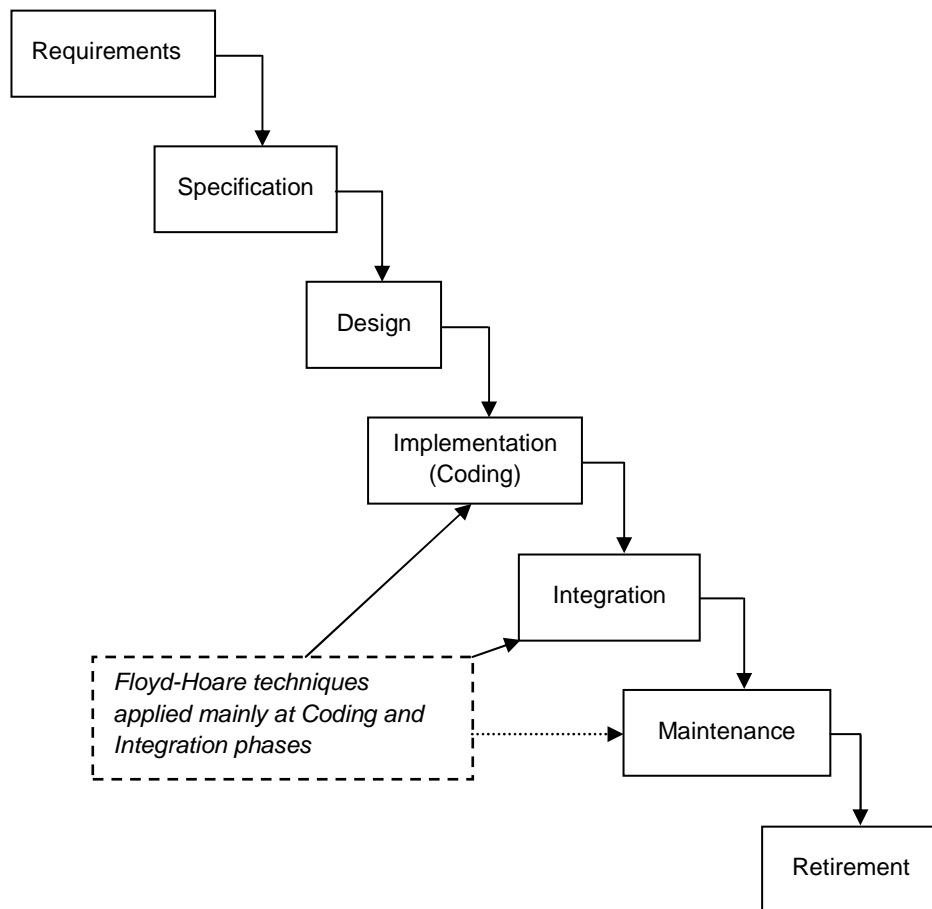 Requirements
Specification
Design
Implementation
(Coding)
Integration
Floyd-Hoare techniques
applied mainly at Coding and
Integration phases
Maintenance
Retirement